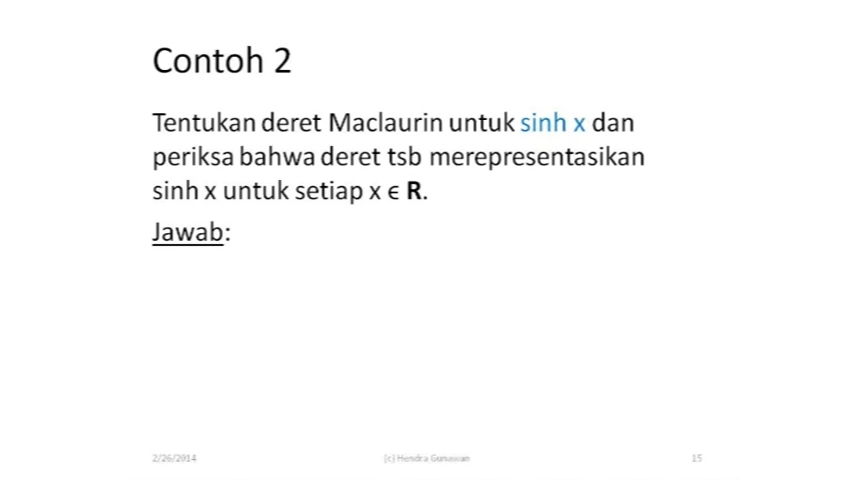 Contoh 2
Tentukan deret Maclaurin untuk sinh x dan
periksa bahwa deret tsb merepresentasikan
sinh x untuk setiap x ϵ R.
Jawab:
2/26/2014
(c) Hendra Gunawan
15